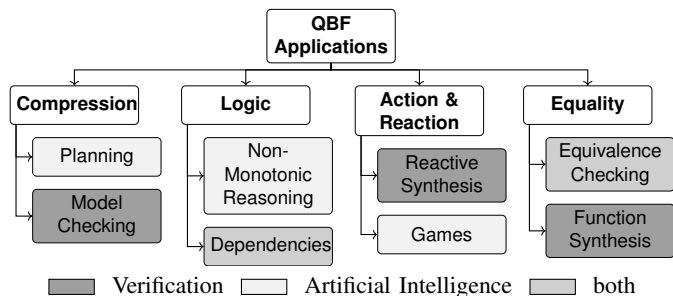 QBF
Applications
Compression
Logic
Action &
Reaction
Equality
Planning
Model
Checking
Non-
Monotonic
Reasoning
Dependencies
Reactive
Synthesis
Games
Equivalence
Checking
Function
Synthesis
Verification
Artificial Intelligence
both